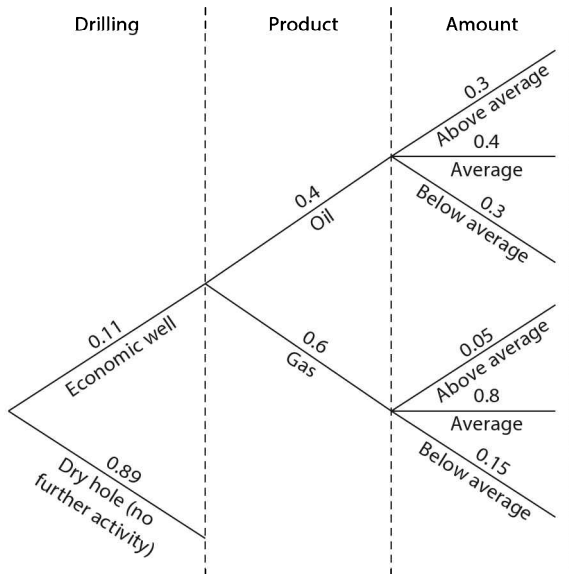 Drilling
Product
Amount
0.3
Above average
0.4
Average
0.3
Below average
0.4
Oil
0.11
Economic well
0.6
Gas
0.05
Above average
0.8
Average
0.15
Below average
0.89
Dry hole (no
further activity)